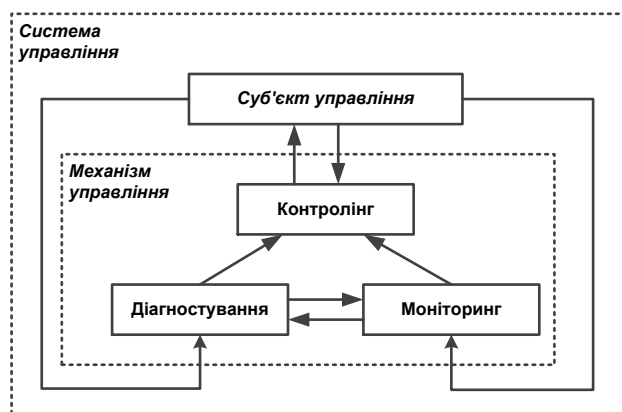 Система
управління
Суб'єкт управління
Механізм
управління
Контролінг
Діагностування
Моніторинг